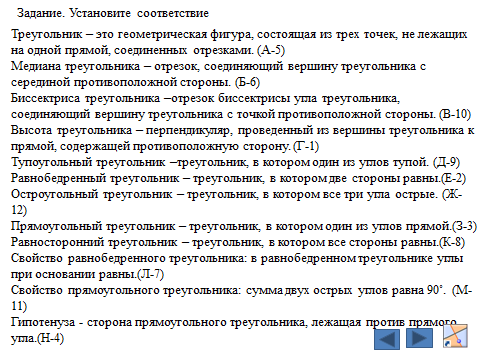 Задание. Установите соответствие
Треугольник – это геометрическая фигура, состоящая из трех точек, не лежащих
на одной прямой, соединенных отрезками. (А-5)
Медиана треугольника – отрезок, соединяющий вершину треугольника с
серединой противоположной стороны. (Б-6)
Биссектриса треугольника –отрезок биссектрисы угла треугольника,
соединяющий вершину треугольника с точкой противоположной стороны. (В-10)
Высота треугольника – перпендикуляр, проведенный из вершины треугольника к
прямой, содержащей противоположную сторону. (Г-1)
Тупоугольный треугольник –треугольник, в котором один из углов тупой. (Д-9)
Равнобедренный треугольник – треугольник, в котором две стороны равны.(Е-2)
Остроугольный треугольник – треугольник, в котором все три угла острые. (Ж-
12)
Прямоугольный треугольник – треугольник, в котором один из углов прямой.(З-3)
Равносторонний треугольник – треугольник, в котором все стороны равны.(К-8)
Свойство равнобедренного треугольника: в равнобедренном треугольнике углы
при основании равны.(Л-7)
Свойство прямоугольного треугольника: сумма двух острых углов равна 90˚. (М-
11)
Гипотенуза - сторона прямоугольного треугольника, лежащая против прямого
угла.(Н-4)